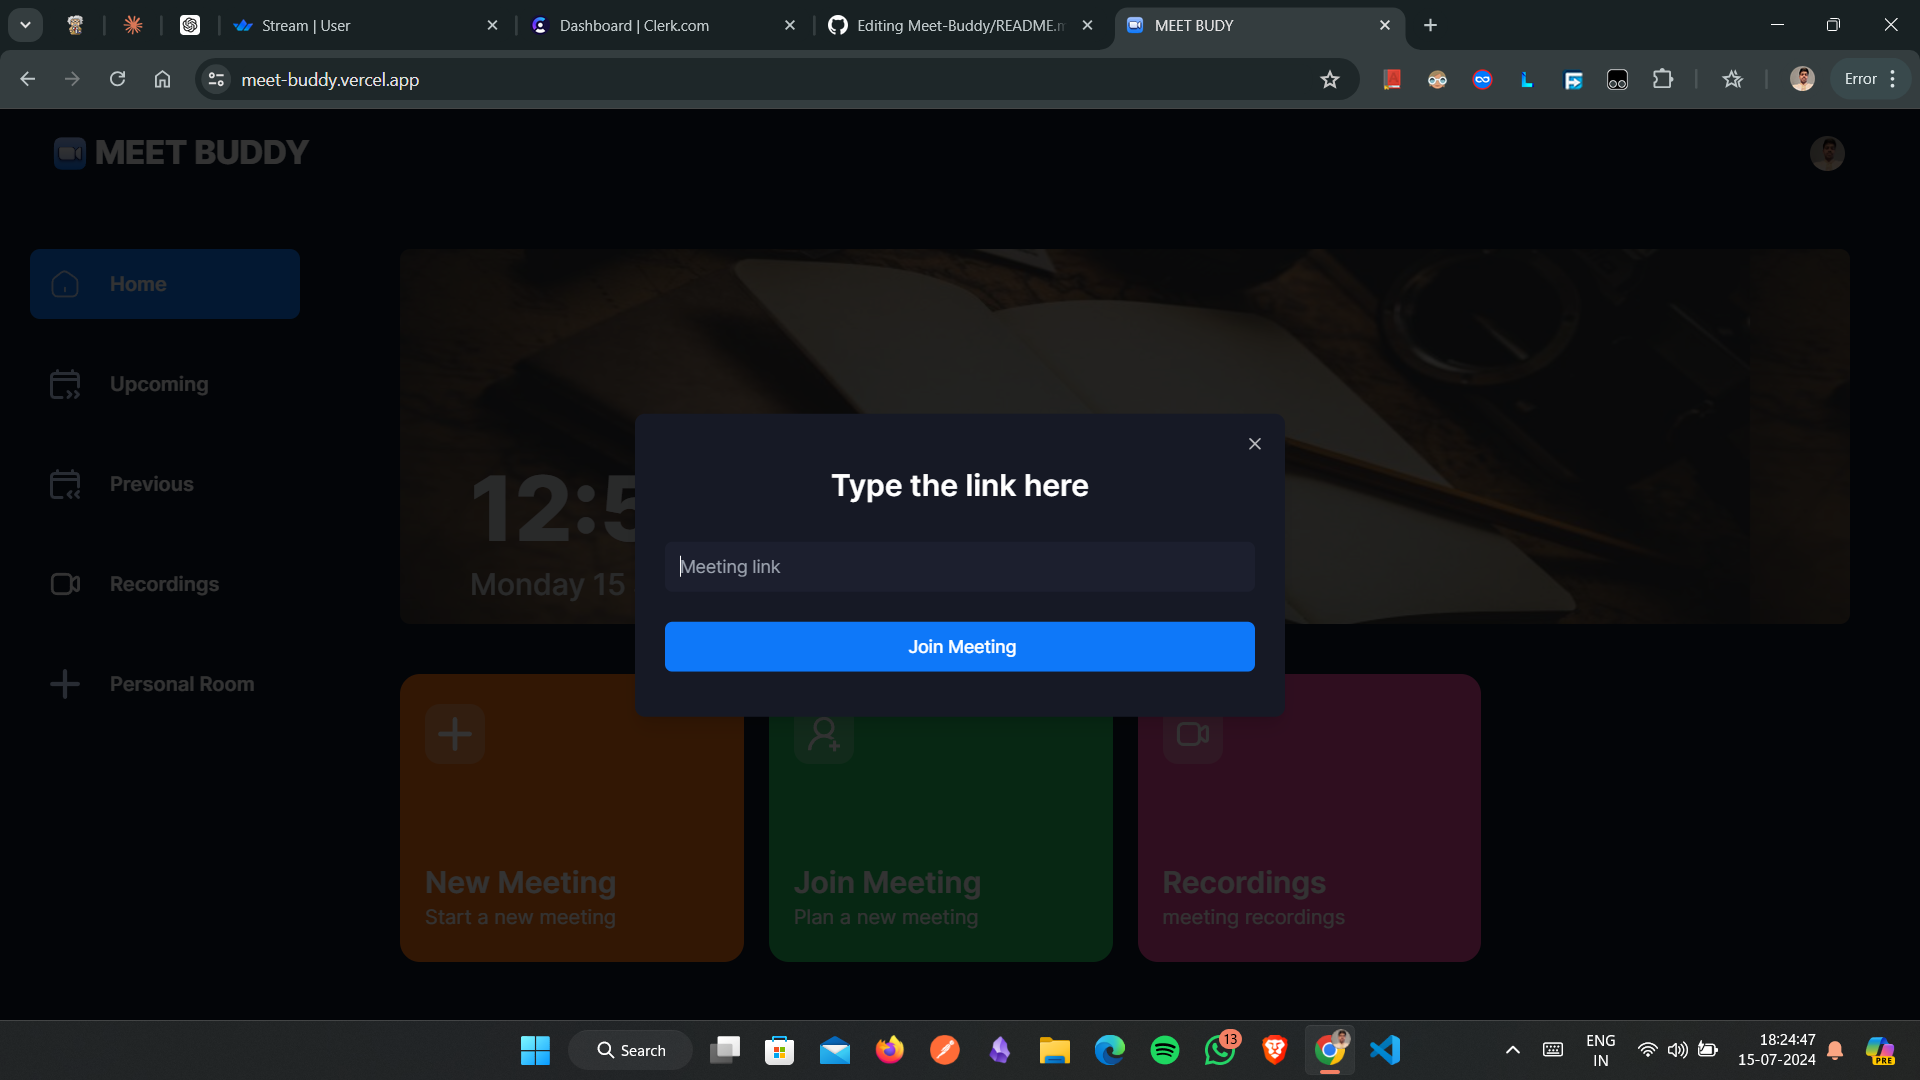 Stream | User
Dashboard | Clerk.com
Editing Meet-Buddy/README.m
MEET BUDY
meet-buddy.vercel.app
Error
MEET BUDDY
Home
Upcoming
Previous
Recordings
Personal Room
12:5
Monday 15
Type the link here
Meeting link
Join Meeting
New Meeting
Start a new meeting
Join Meeting
Plan a new meeting
Recordings
meeting recordings
Search
13
ENG
IN
18:24:47
15-07-2024
PRE